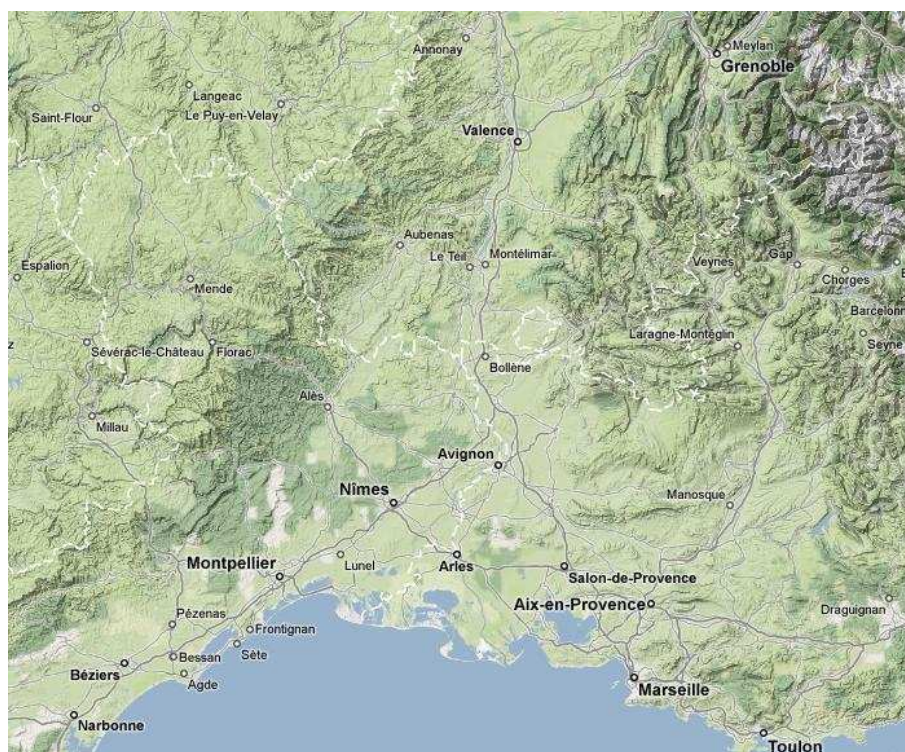 Annonay
Meylan
Grenoble
Langeac
Saint-Flour
Le Puy-en-Velay
Valence
Aubenas
Le Teil
Montélimar
Espalion
Mende
Veynes
Gap
Chorges
Barcelonn
Laragne-Montéglin
Seyne
Sévérac-le-Château
Florac
Bollène
Alès
Millau
Avignon
Nîmes
Manosque
Montpellier
Lunel
Arles
Salon-de-Provence
Aix-en-Provence
Draguignan
Pézenas
Frontignan
Sète
Bessan
Béziers
Agde
Marseille
Narbonne
Toulon